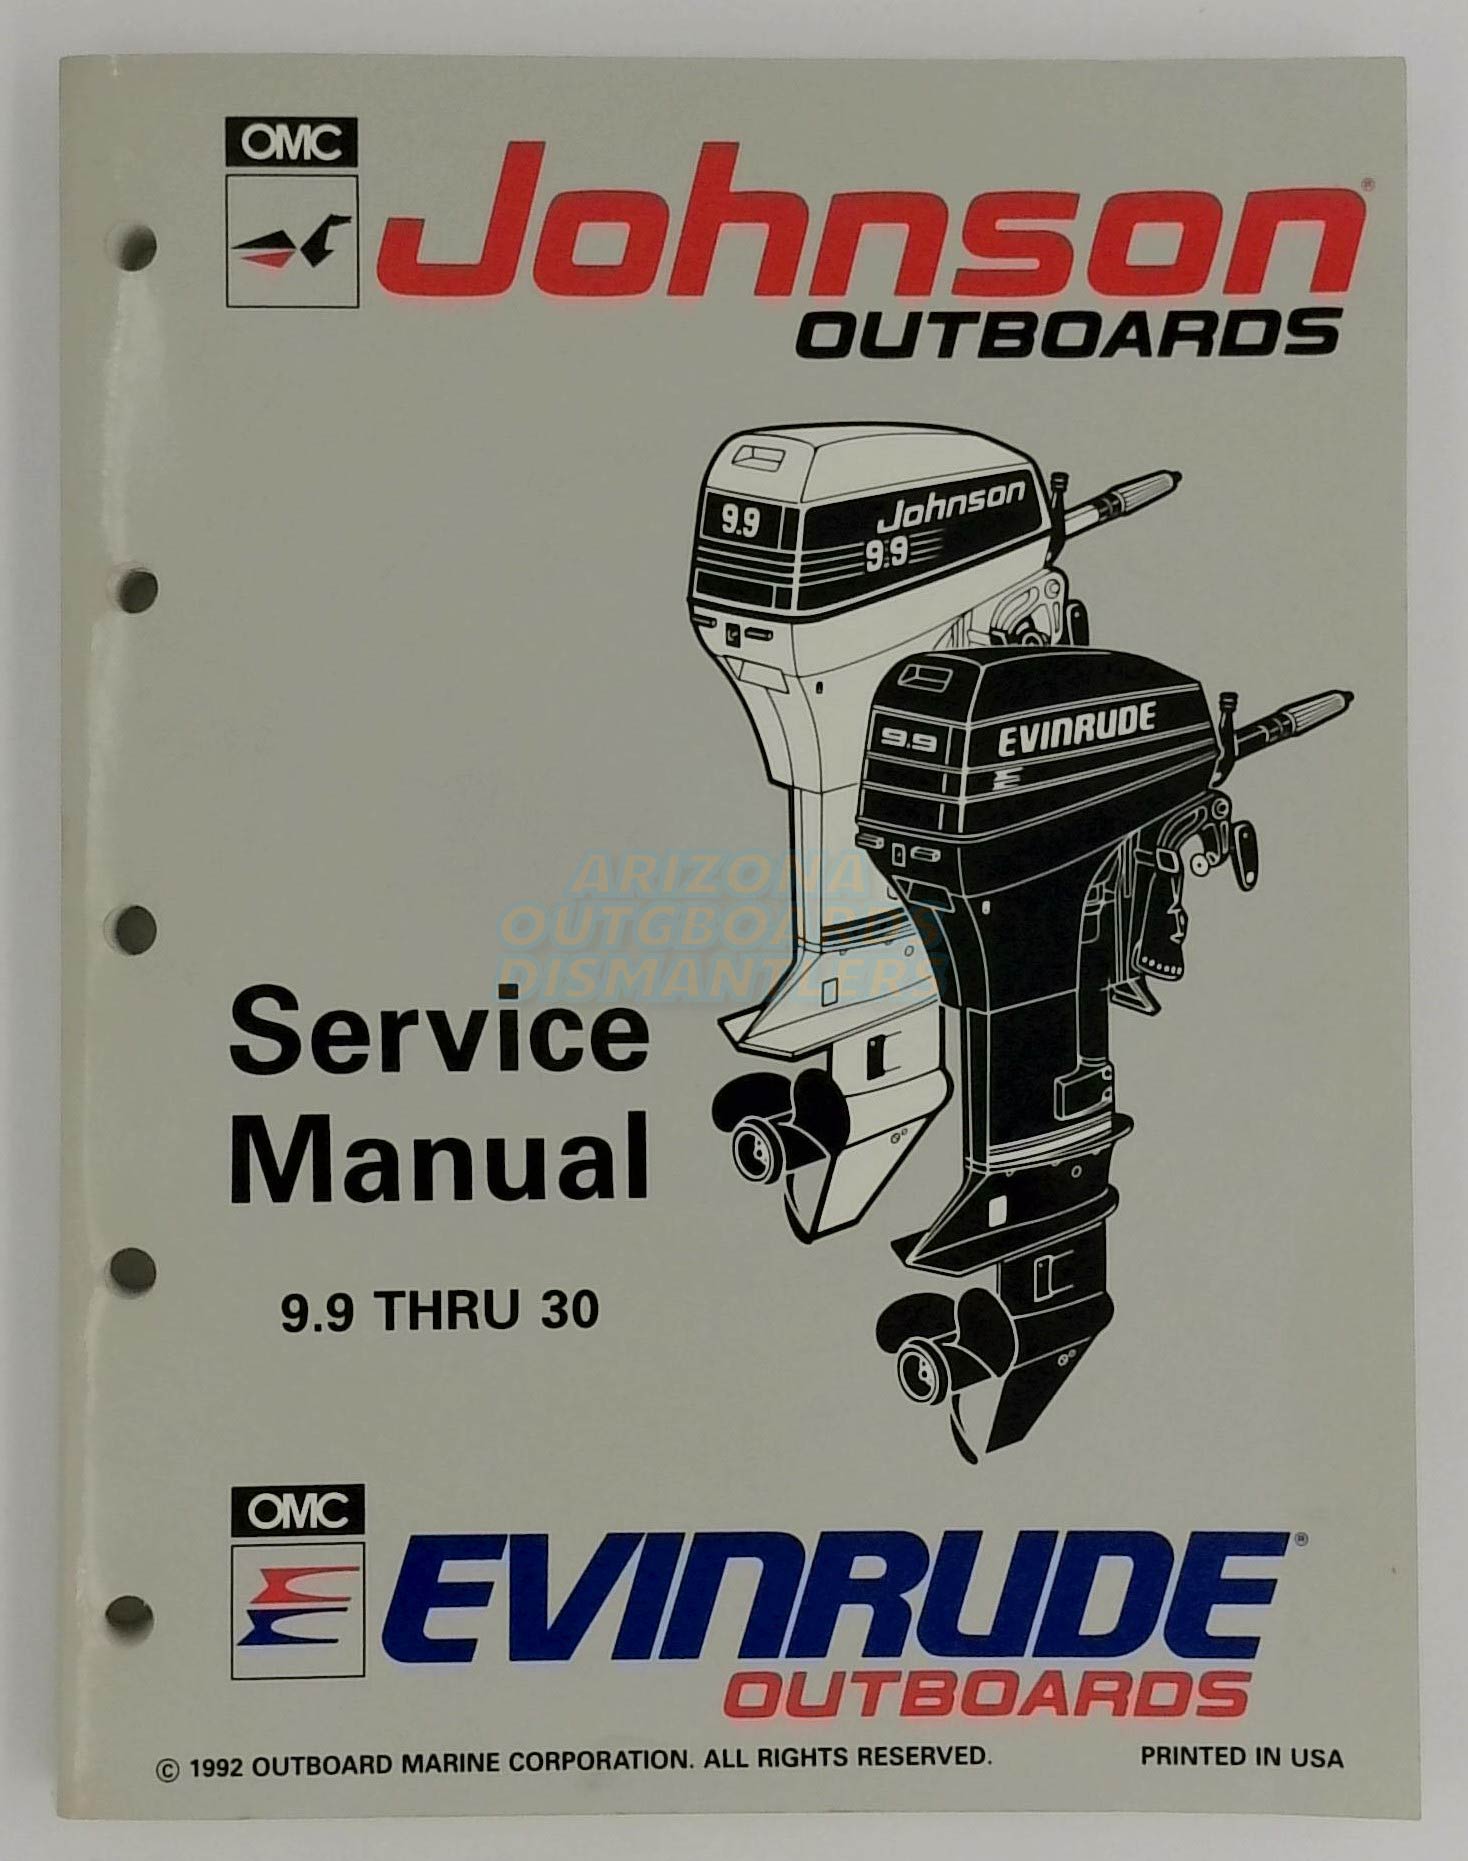 OMC
Johnson®
OUTBOARDS
9.9
Johnson
9.9
9.9
EVINRUDE
ARIZONA
OUTGBOARDS
DISMANTLERS
Service
Manual
9.9 THRU 30
OMC
EVINRUDE®
OUTBOARDS
© 1992 OUTBOARD MARINE CORPORATION. ALL RIGHTS RESERVED.
PRINTED IN USA